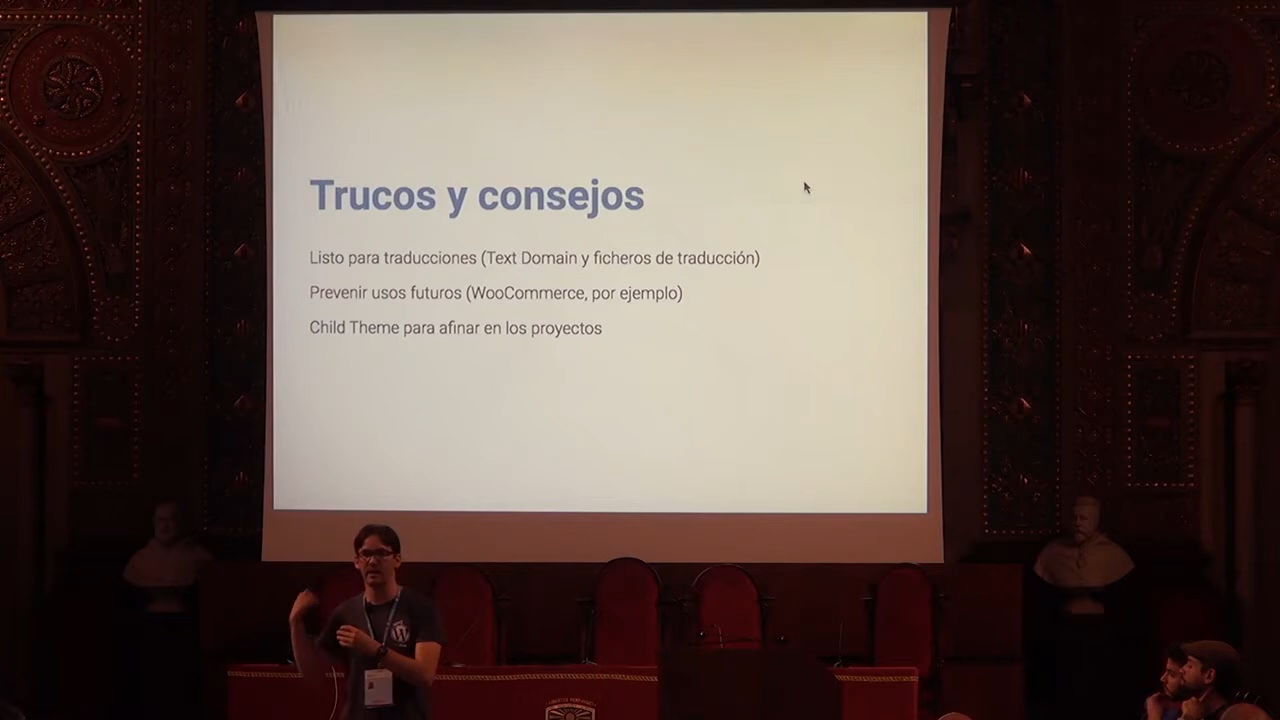 Trucos y consejos
Listo para traducciones (Text Domain y ficheros de traducción)
Prevenir usos futuros (WooCommerce, por ejemplo)
Child Theme para afinar en los proyectos